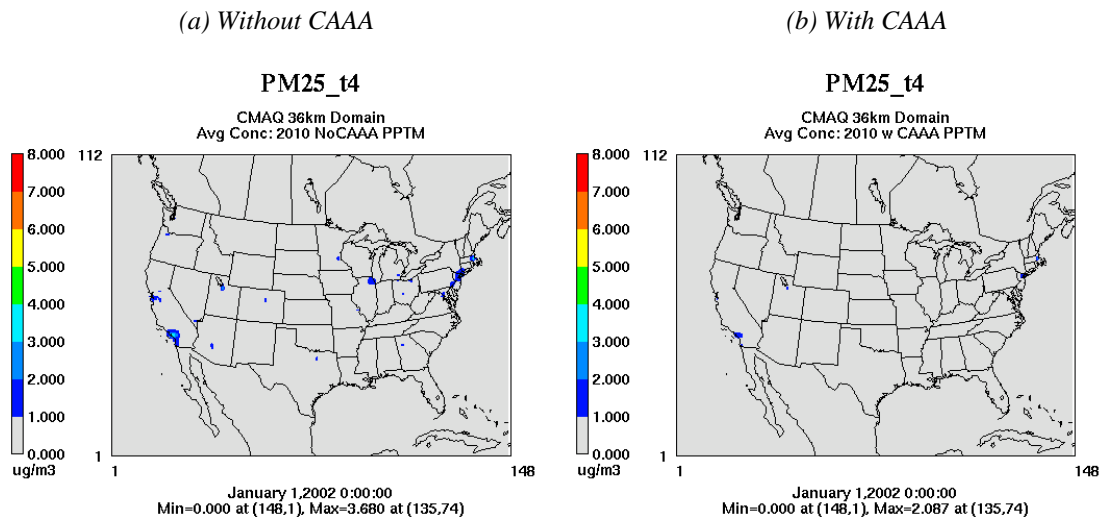 (a) Without CAAA
PM25_t4
CMAQ 36km Domain
Avg Conc: 2010 NoCAAA PPTM
8.000
7.000
6.000
5.000
4.000
3.000
2.000
1.000
0.000
ug/m3
112
1
1
148
January 1,2002 0:00:00
Min=0.000 at (148,1), Max=3.680 at (135,74)
(b) With CAAA
PM25_t4
CMAQ 36km Domain
Avg Conc: 2010 w CAAA PPTM
8.000
7.000
6.000
5.000
4.000
3.000
2.000
1.000
0.000
ug/m3
112
1
1
148
January 1,2002 0:00:00
Min=0.000 at (148,1), Max=2.087 at (135,74)